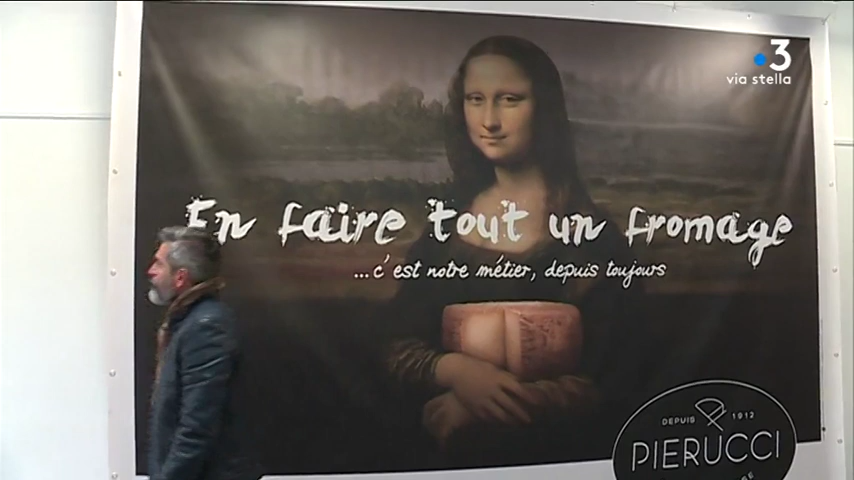 3
via stella
En faire tout un fromage
...c'est notre métier, depuis toujours
DEPUIS 1912
PIERUCCI